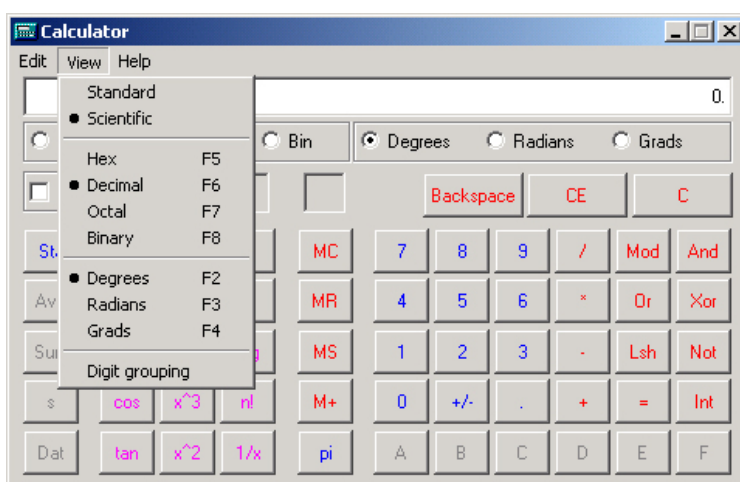 Calculator
Edit View Help
Standard
Scientific
Hex F5
Decimal F6
Octal F7
Binary F8
Degrees F2
Radians F3
Grads F4
Digit grouping
0.
Bin Degrees Radians Grads
Backspace CE C
MC 7 8 9 / Mod And
MR 4 5 6 * Or Xor
MS 1 2 3 - Lsh Not
s cos x^3 n! M+ 0 +/- . + = Int
Dat tan x^2 1/x pi A B C D E F